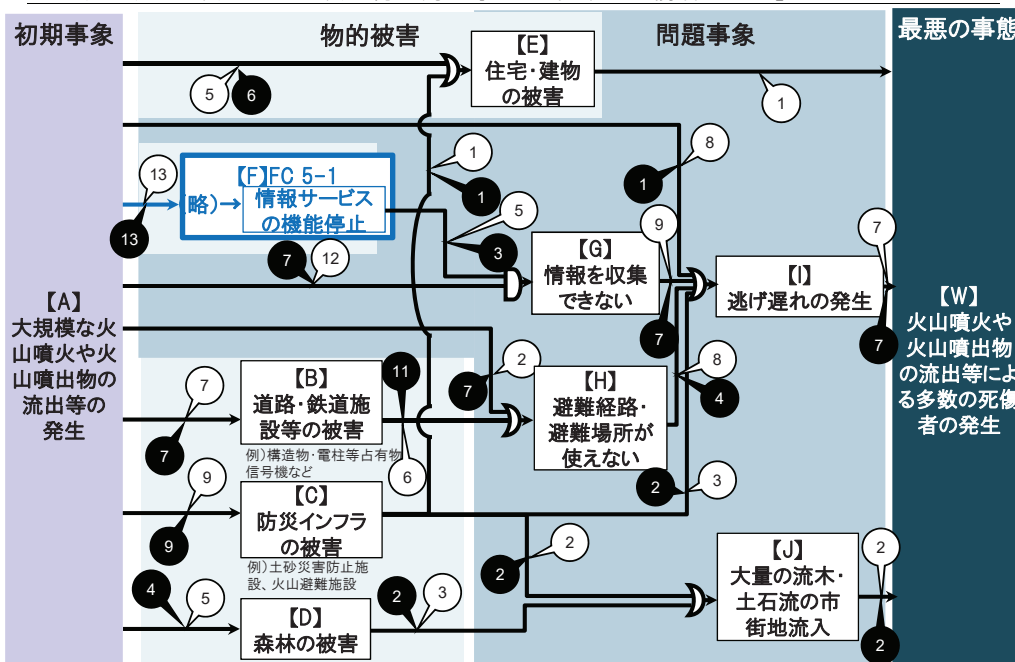 初期事象
物的被害
問題事象
最悪の事態
【E】
住宅・建物
の被害
5
6
1
8
1
1
1
13
13
【F】FC 5-1
(略)→
情報サービス
の機能停止
5
3
7
12
【G】
情報を収集
できない
9
7
【I】
逃げ遅れの発生
7
7
【A】
大規模な火
山噴火や火
山噴出物の
流出等の
発生
【W】
火山噴火や
火山噴出物
の流出等によ
る多数の死傷
者の発生
2
7
8
4
【B】
道路・鉄道施
設等の被害
例）構造物・電柱等占有物
信号機など
7
7
11
6
【H】
避難経路・
避難場所が
使えない
2
3
9
9
【C】
防災インフラ
の被害
例）土砂災害防止施
設、火山避難施設
2
2
【J】
大量の流木・
土石流の市
街地流入
2
2
4
5
【D】
森林の被害
2
3